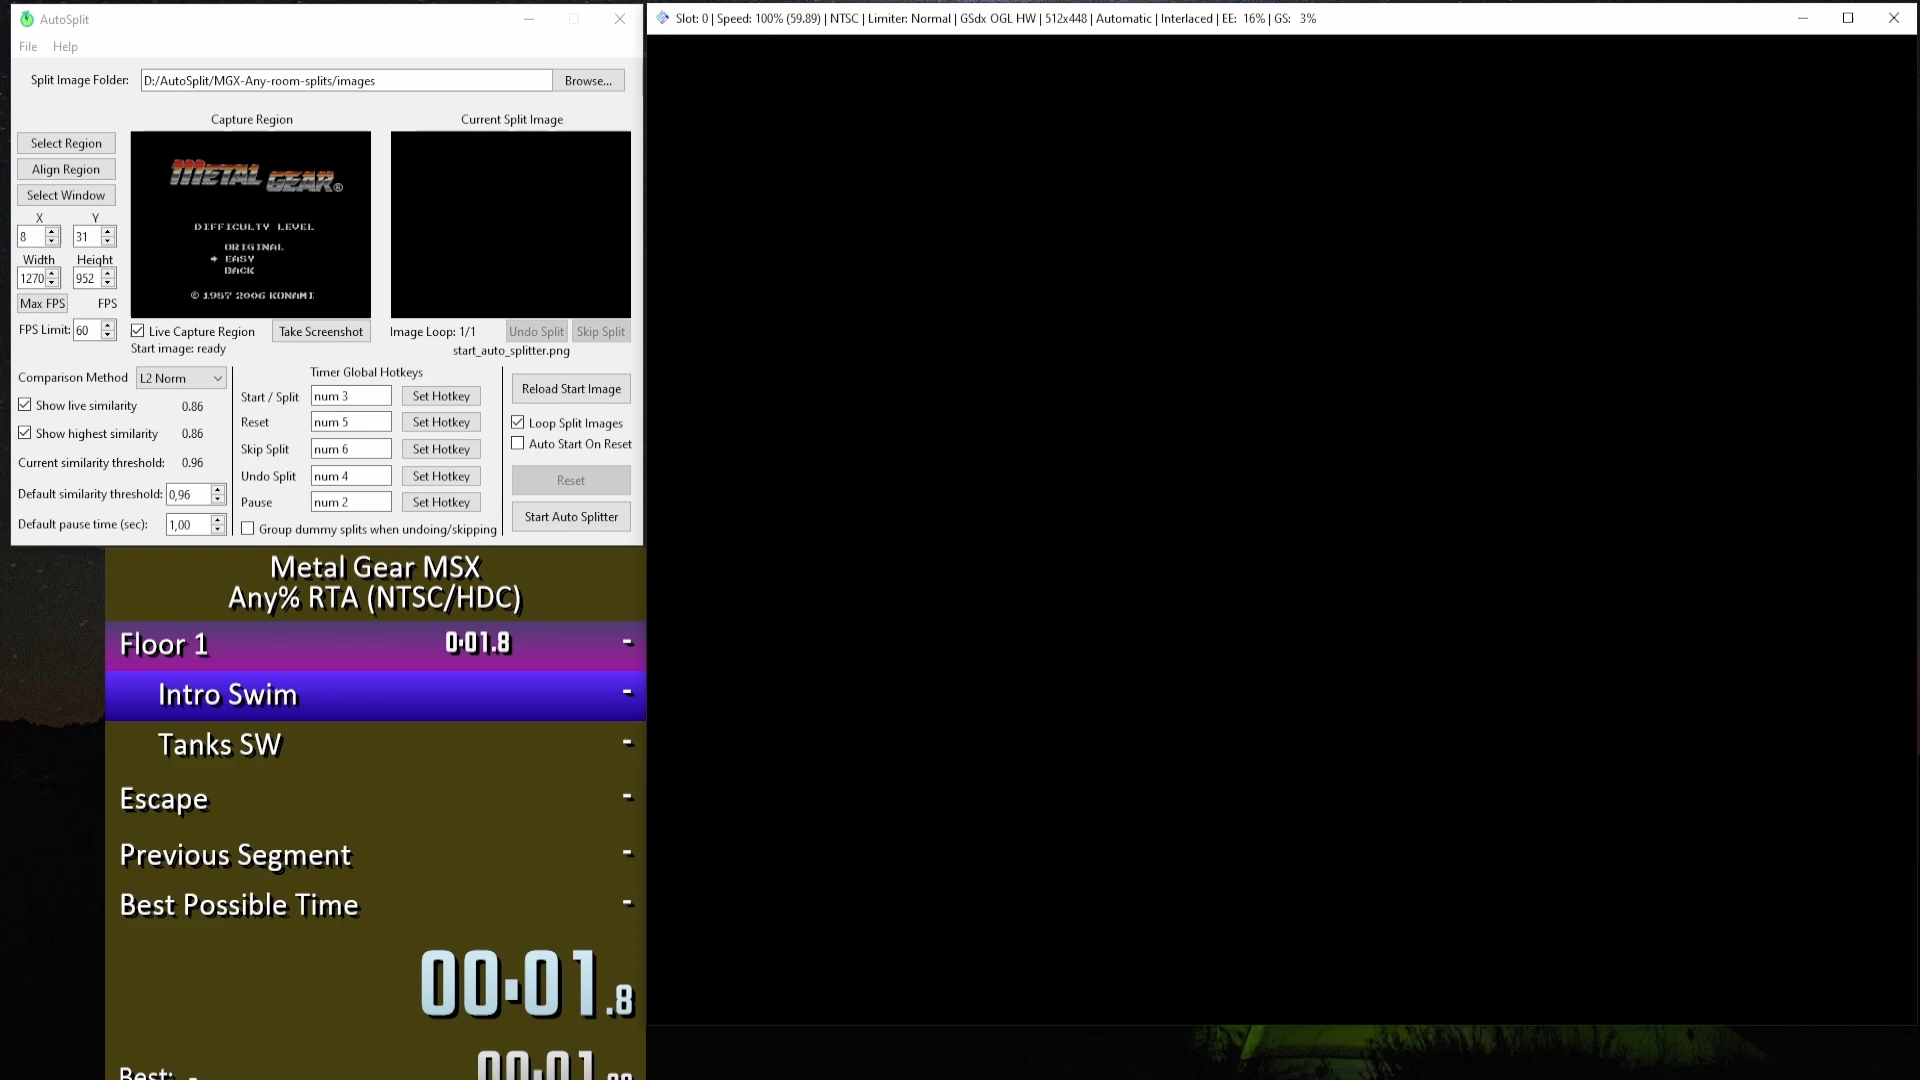 AutoSplit
File Help
Split Image Folder: D:/AutoSplit/MGX-Any-room-splits/images Browse...
Capture Region Current Split Image
Select Region
Align Region
Select Window
X Y
8 31
Width Height
1270 952
Max FPS FPS
FPS Limit: 60
METAL GEAR®
DIFFICULTY LEVEL
ORIGINAL
EASY
BACK
© 1987 2006 KONAMI
Live Capture Region Take Screenshot Image Loop: 1/1 Undo Split Skip Split
Start image: ready start_auto_splitter.png
Comparison Method L2 Norm
Show live similarity 0.86
Show highest similarity 0.86
Current similarity threshold: 0.96
Default similarity threshold: 0,96
Default pause time (sec): 1,00
Timer Global Hotkeys
Start / Split num 3 Set Hotkey
Reset num 5 Set Hotkey
Skip Split num 6 Set Hotkey
Undo Split num 4 Set Hotkey
Pause num 2 Set Hotkey
Group dummy splits when undoing/skipping
Reload Start Image
Loop Split Images
Auto Start On Reset
Reset
Start Auto Splitter
Slot: 0 | Speed: 100% (59.89) | NTSC | Limiter: Normal | GSdx OGL HW | 512x448 | Automatic | Interlaced | EE: 16% | GS: 3%
Metal Gear MSX
Any% RTA (NTSC/HDC)
Floor 1 0:01.8 -
Intro Swim -
Tanks SW -
Escape -
Previous Segment -
Best Possible Time -
00:01.8
Best: - 00:01